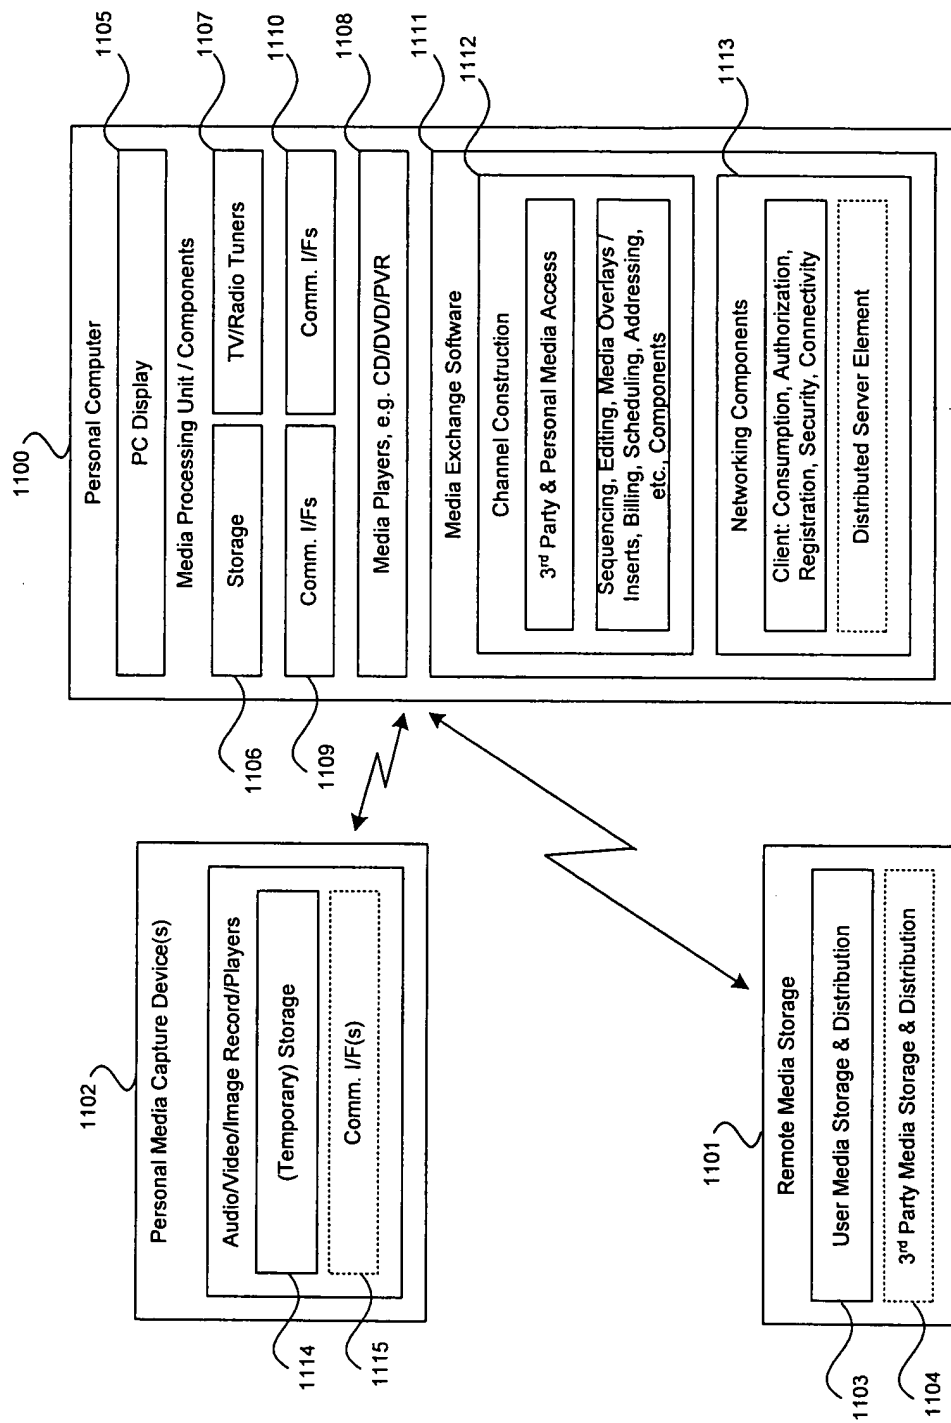 1100
Personal Computer
PC Display
1105
Media Processing Unit / Components
Storage
1106
TV/Radio Tuners
1107
Comm. I/Fs
1109
Comm. I/Fs
1110
Media Players, e.g. CD/DVD/PVR
1108
Media Exchange Software
1111
Channel Construction
1112
3rd Party & Personal Media Access
Sequencing, Editing, Media Overlays /
Inserts, Billing, Scheduling, Addressing,
etc., Components
Networking Components
1113
Client: Consumption, Authorization,
Registration, Security, Connectivity
Distributed Server Element
1102
Personal Media Capture Device(s)
Audio/Video/Image Record/Players
(Temporary) Storage
1114
Comm. I/F(s)
1115
1101
Remote Media Storage
User Media Storage & Distribution
1103
3rd Party Media Storage & Distribution
1104